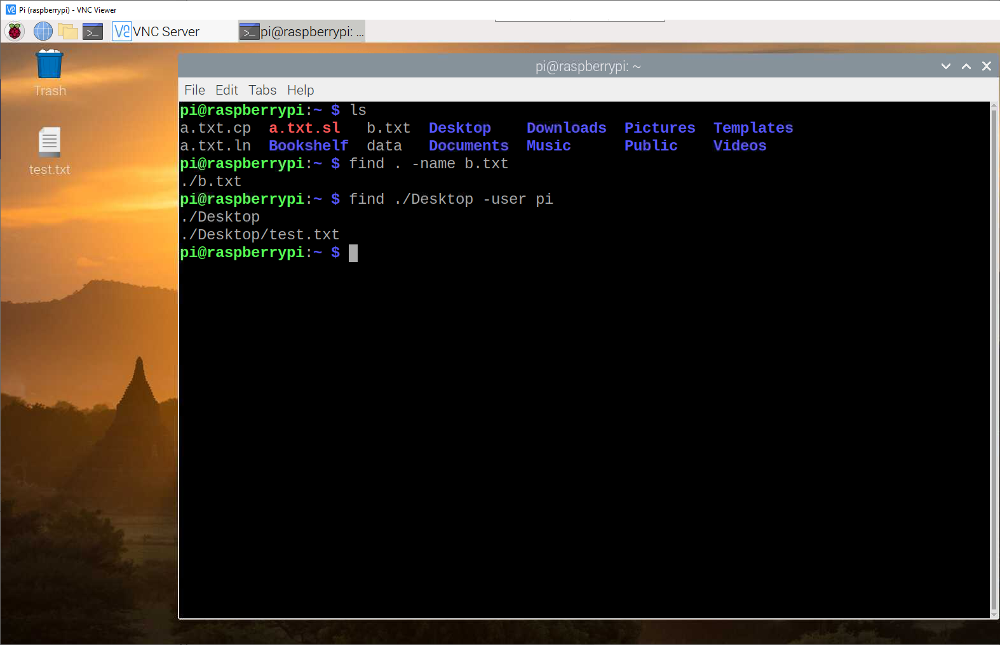 Pi (raspberrypi) - VNC Viewer
VNC Server
pi@raspberrypi: ...
Trash
test.txt
pi@raspberrypi: ~
File Edit Tabs Help
pi@raspberrypi:~ $ ls
a.txt.cp a.txt.sl b.txt Desktop Downloads Pictures Templates
a.txt.ln Bookshelf data Documents Music Public Videos
pi@raspberrypi:~ $ find . -name b.txt
./b.txt
pi@raspberrypi:~ $ find ./Desktop -user pi
./Desktop
./Desktop/test.txt
pi@raspberrypi:~ $